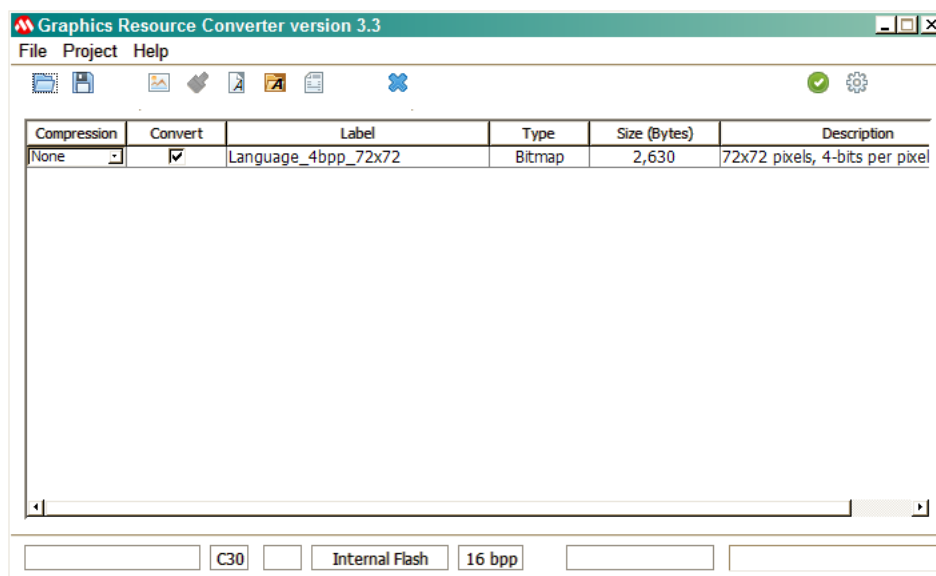 Graphics Resource Converter version 3.3
File Project Help
Compression Convert Label Type Size (Bytes) Description
None Language_4bpp_72x72 Bitmap 2,630 72x72 pixels, 4-bits per pixel
C30 Internal Flash 16 bpp